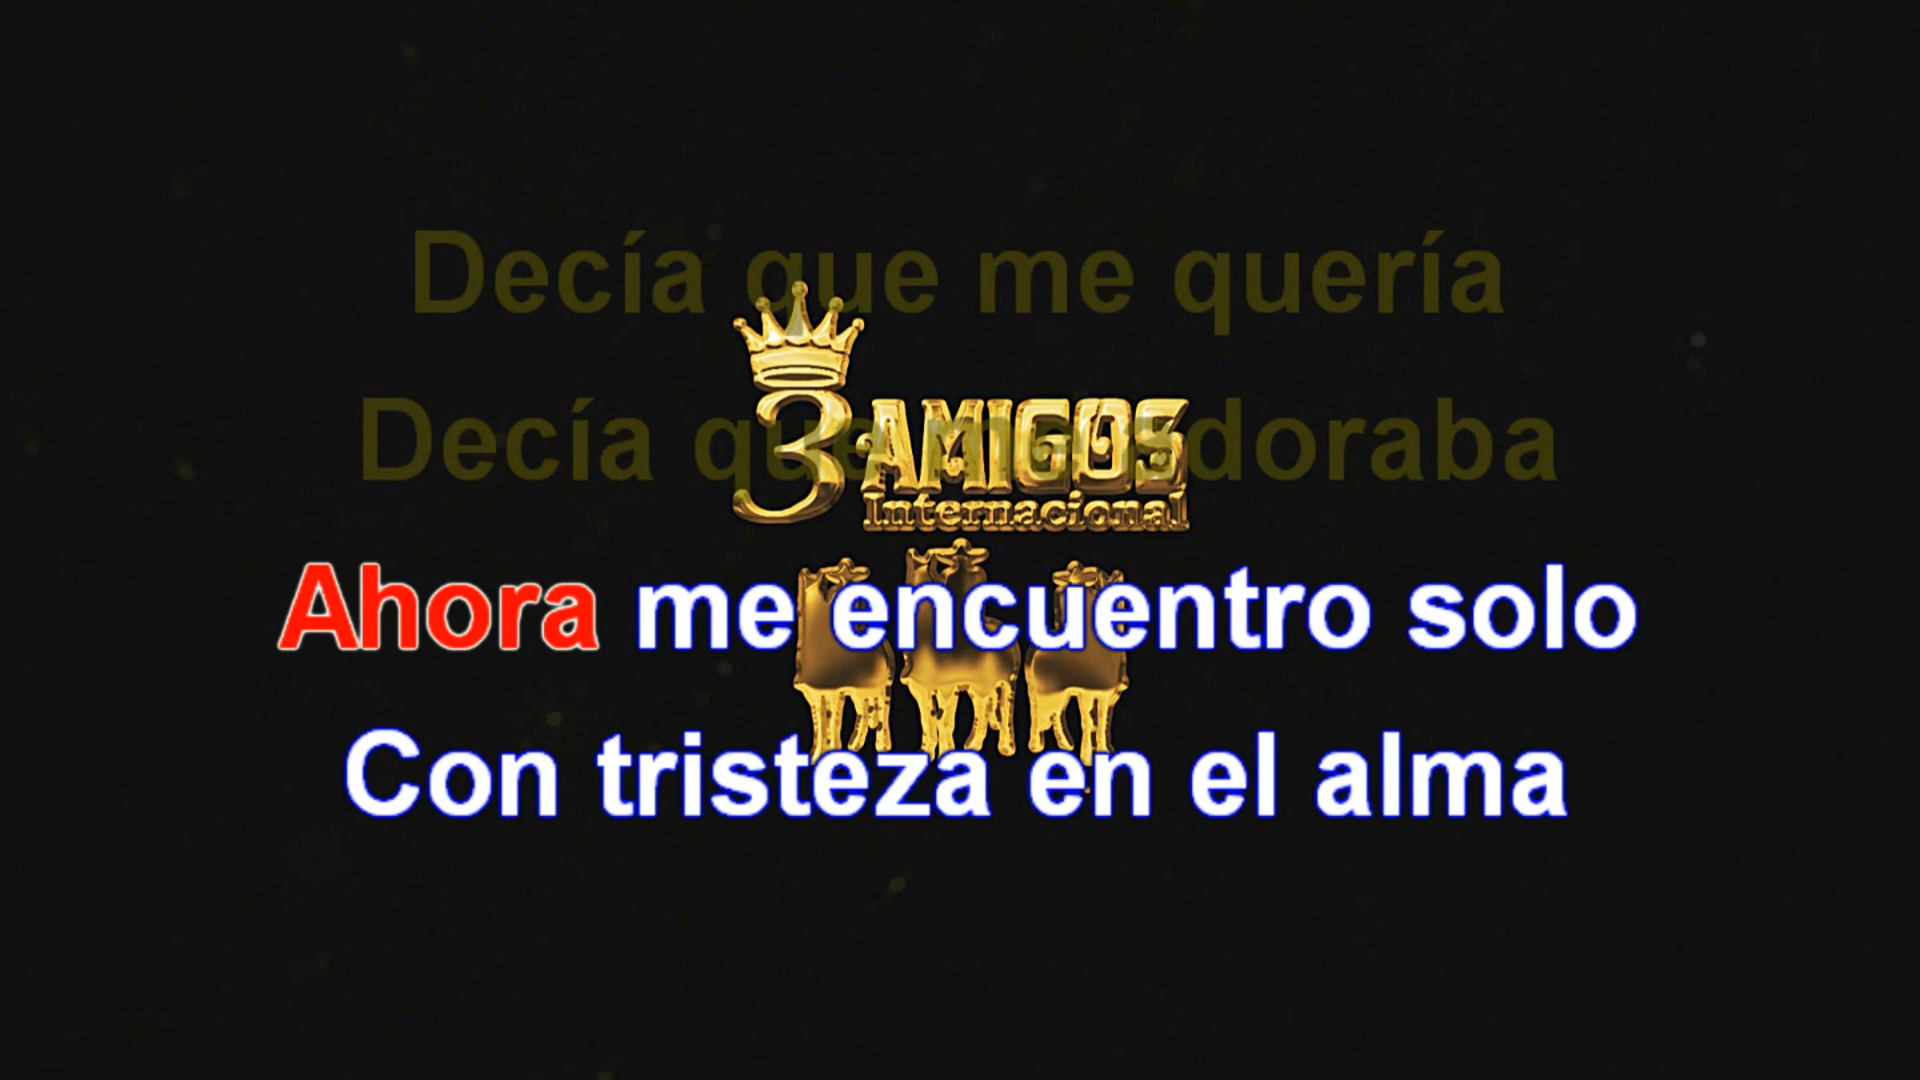 Decía que me quería
Decía que me adoraba
3 AMIGOS
Internacional
Ahora me encuentro solo
Con tristeza en el alma